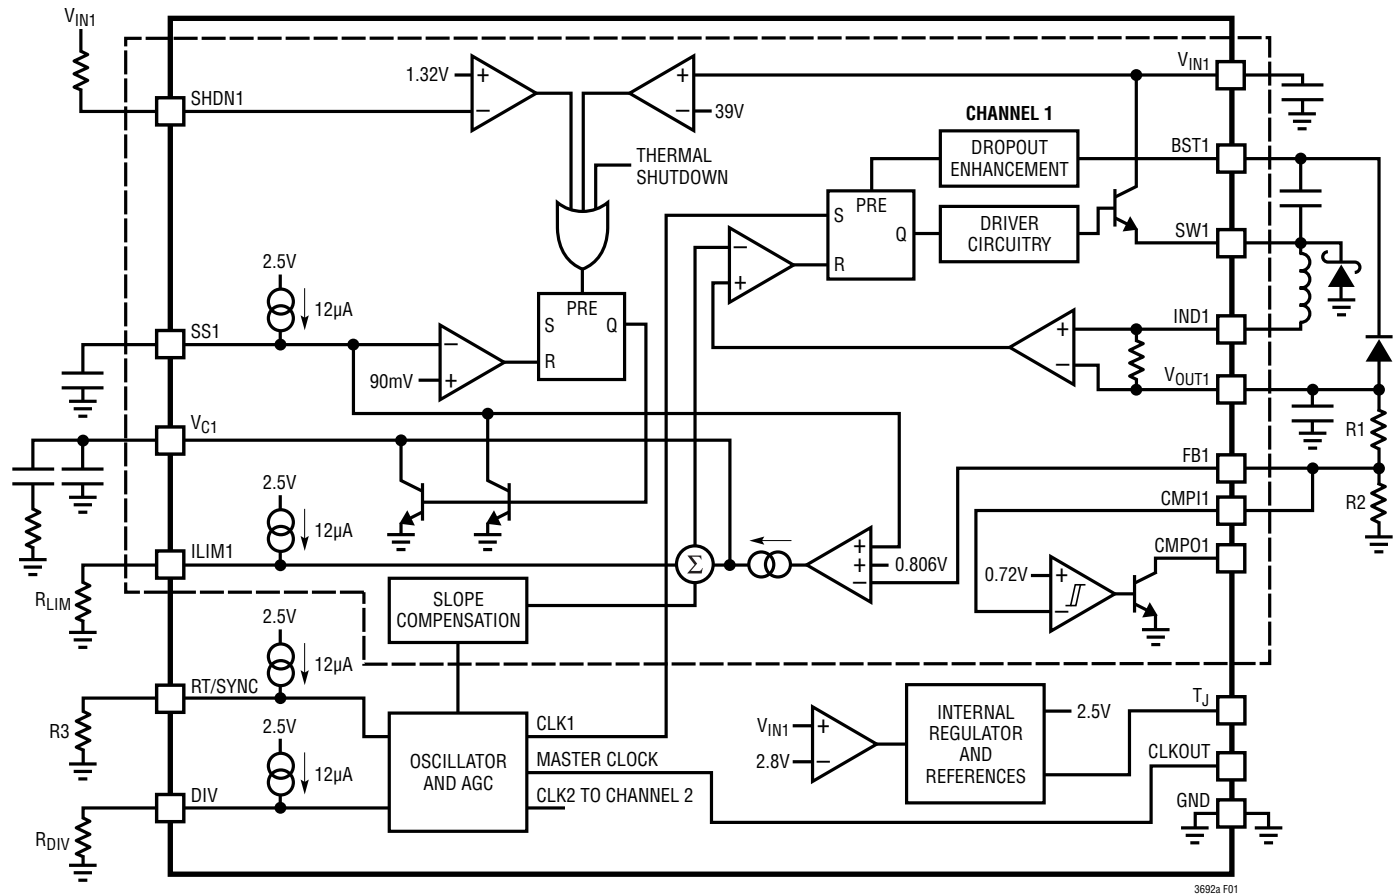 VIN1
SHDN1
1.32V
+
−
+
−
39V
THERMAL
SHUTDOWN
CHANNEL 1
DROPOUT
ENHANCEMENT
DRIVER
CIRCUITRY
S
PRE
Q
R
−
+
VIN1
BST1
SW1
IND1
VOUT1
+
−
2.5V
12µA
SS1
−
90mV
+
PRE
S
Q
R
VC1
2.5V
12µA
ILIM1
RLIM
Σ
+
+
−
0.806V
FB1
CMPI1
CMPO1
R1
R2
0.72V
+
−
SLOPE
COMPENSATION
2.5V
12µA
RT/SYNC
R3
2.5V
12µA
DIV
RDIV
OSCILLATOR
AND AGC
CLK1
MASTER CLOCK
CLK2 TO CHANNEL 2
VIN1
+
2.8V
−
INTERNAL
REGULATOR
AND
REFERENCES
2.5V
TJ
CLKOUT
GND
3692a F01